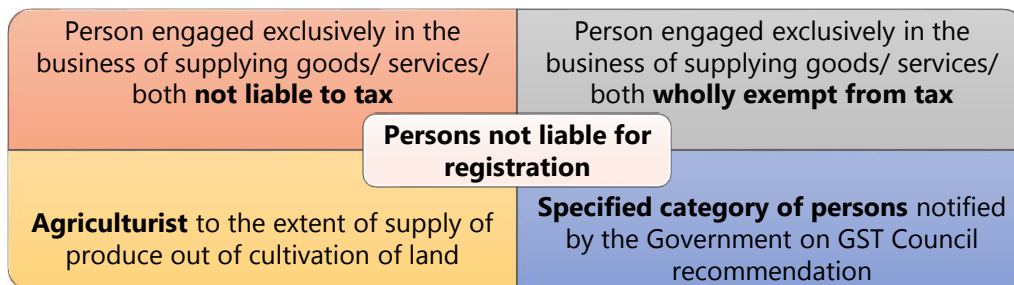 Person engaged exclusively in the
business of supplying goods/ services/
both not liable to tax
Person engaged exclusively in the
business of supplying goods/ services/
both wholly exempt from tax
Persons not liable for
registration
Agriculturist to the extent of supply of
produce out of cultivation of land
Specified category of persons notified
by the Government on GST Council
recommendation